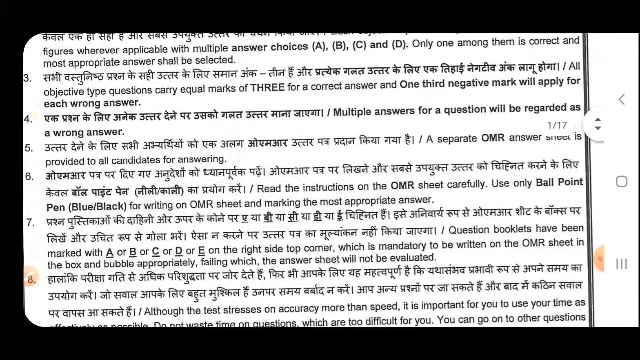 केवल एक ही सही है और सबसे उपयुक्त उत्तर का चयन किया जाए।
figures wherever applicable with multiple answer choices (A), (B), (C) and (D). Only one among them is correct and
most appropriate answer shall be selected.
3. सभी वस्तुनिष्ठ प्रश्न के सही उत्तर के लिए समान अंक – तीन हैं और प्रत्येक गलत उत्तर के लिए एक तिहाई नेगटीव अंक लागू होगा। / All
objective type questions carry equal marks of THREE for a correct answer and One third negative mark will apply for
each wrong answer.
4. एक प्रश्न के लिए अनेक उत्तर देने पर उसको गलत उत्तर माना जाएगा। / Multiple answers for a question will be regarded as
a wrong answer.
1/17
5. उत्तर देने के लिए सभी अभ्यर्थियों को एक अलग ओएमआर उत्तर पत्र प्रदान किया गया है। / A separate OMR answer sheet is
provided to all candidates for answering.
6. ओएमआर पत्र पर दिए गए अनुदेशों को ध्यानपूर्वक पढ़ें। ओएमआर पत्र पर लिखने और सबसे उपयुक्त उत्तर को चिह्नित करने के लिए
केवल बॉल पाइंट पेन (नीली/काली) का प्रयोग करें। / Read the instructions on the OMR sheet carefully. Use only Ball Point
Pen (Blue/Black) for writing on OMR sheet and marking the most appropriate answer.
7. प्रश्न पुस्तिकाओं की दाहिनी ओर ऊपर के कोने पर ए या बी या सी या डी या ई चिह्नित हैं। इसे अनिवार्य रूप से ओएमआर शीट के बॉक्स पर
लिखें और उचित रूप से गोला भरें। ऐसा न करने पर उत्तर पत्र का मूल्यांकन नहीं किया जाएगा। / Question booklets have been
marked with A or B or C or D or E on the right side top corner, which is mandatory to be written on the OMR sheet in
the box and bubble appropriately, failing which, the answer sheet will not be evaluated.
8. हालांकि परीक्षा गति से अधिक परिशुद्धता पर जोर देते हैं, फिर भी आपके लिए यह महत्वपूर्ण है कि यथासंभव प्रभावी रूप से अपने समय का
उपयोग करें। जो सवाल आपके लिए बहुत मुश्किल हैं उनपर समय बर्बाद न करें। आप अन्य प्रश्नों पर जा सकते हैं और बाद में कठिन सवाल
पर वापस आ सकते हैं। / Although the test stresses on accuracy more than speed, it is important for you to use your time as
effectively as possible. Do not waste time on questions, which are too difficult for you. You can go on to other questions